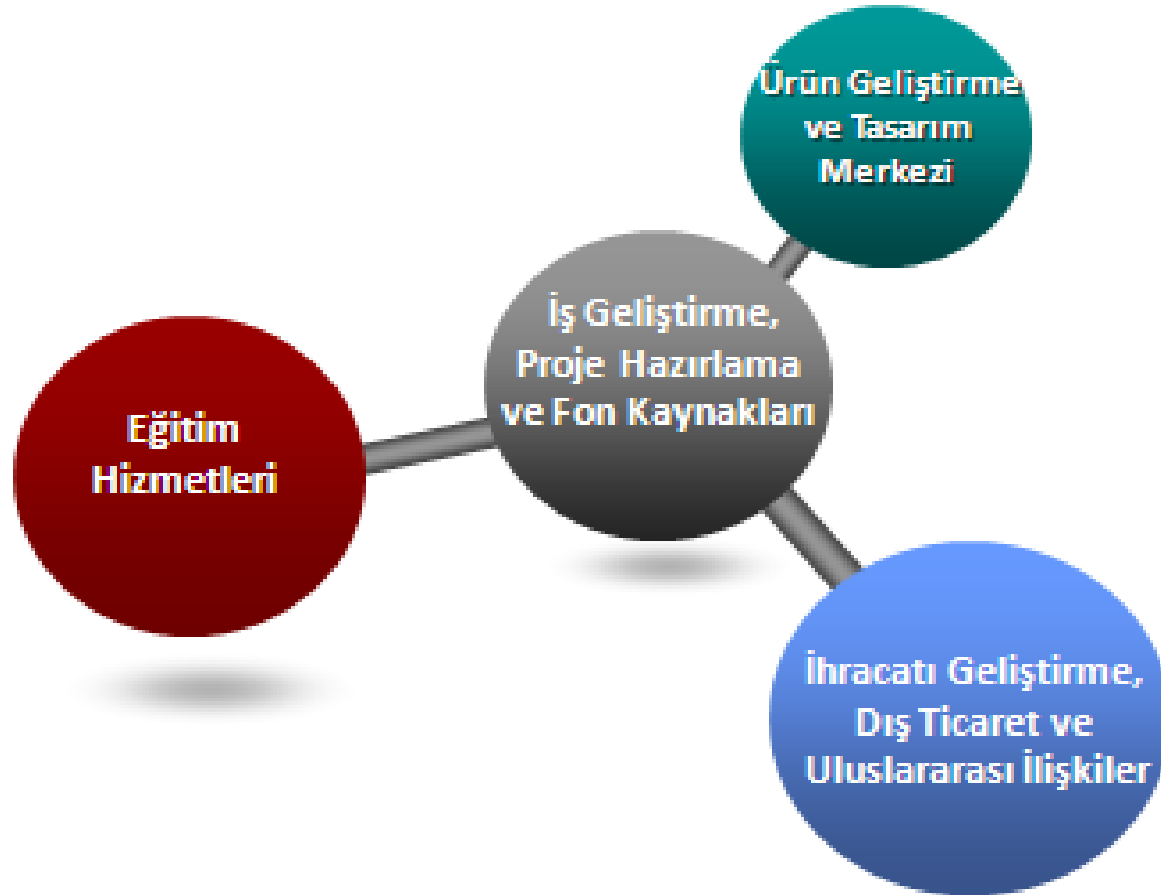 Ürün Geliştirme
ve Tasarım
Merkezi
İş Geliştirme,
Proje Hazırlama
ve Fon Kaynakları
Eğitim
Hizmetleri
İhracatı Geliştirme,
Dış Ticaret ve
Uluslararası İlişkiler